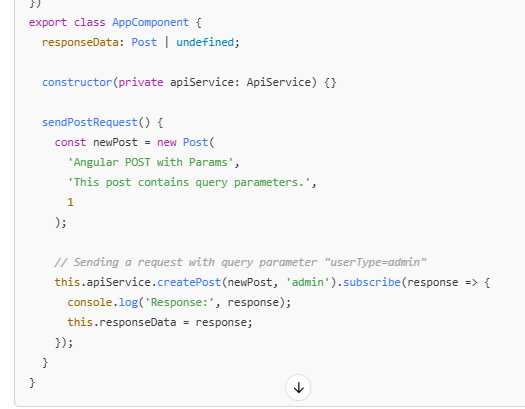 })
export class AppComponent {
  responseData: Post | undefined;

  constructor(private apiService: ApiService) {}

  sendPostRequest() {
    const newPost = new Post(
      'Angular POST with Params',
      'This post contains query parameters.',
      1
    );

    // Sending a request with query parameter "userType=admin"
    this.apiService.createPost(newPost, 'admin').subscribe(response => {
      console.log('Response:', response);
      this.responseData = response;
    });
  }
}